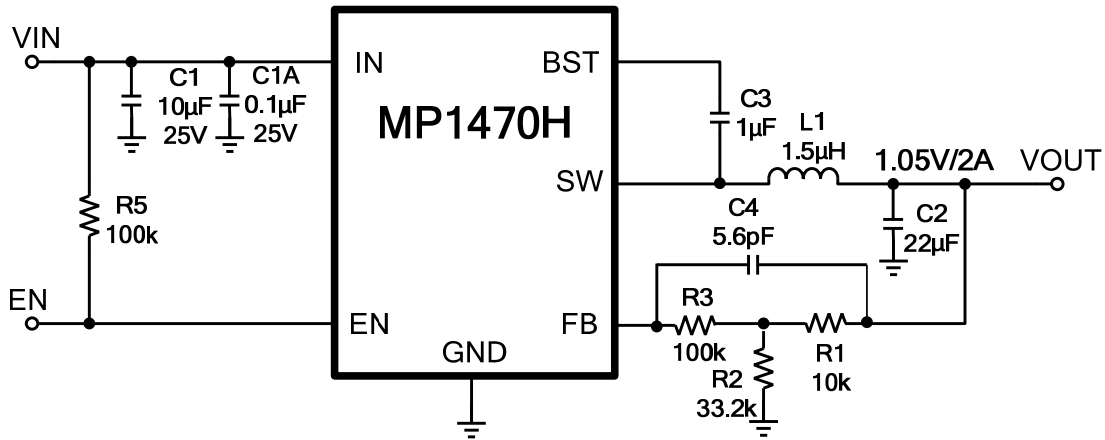 VIN
C1
10µF
25V
C1A
0.1µF
25V
IN
BST
MP1470H
C3
1µF
L1
1.5µH
SW
1.05V/2A
VOUT
R5
100k
C4
5.6pF
C2
22µF
EN
EN
FB
GND
R3
100k
R1
10k
R2
33.2k